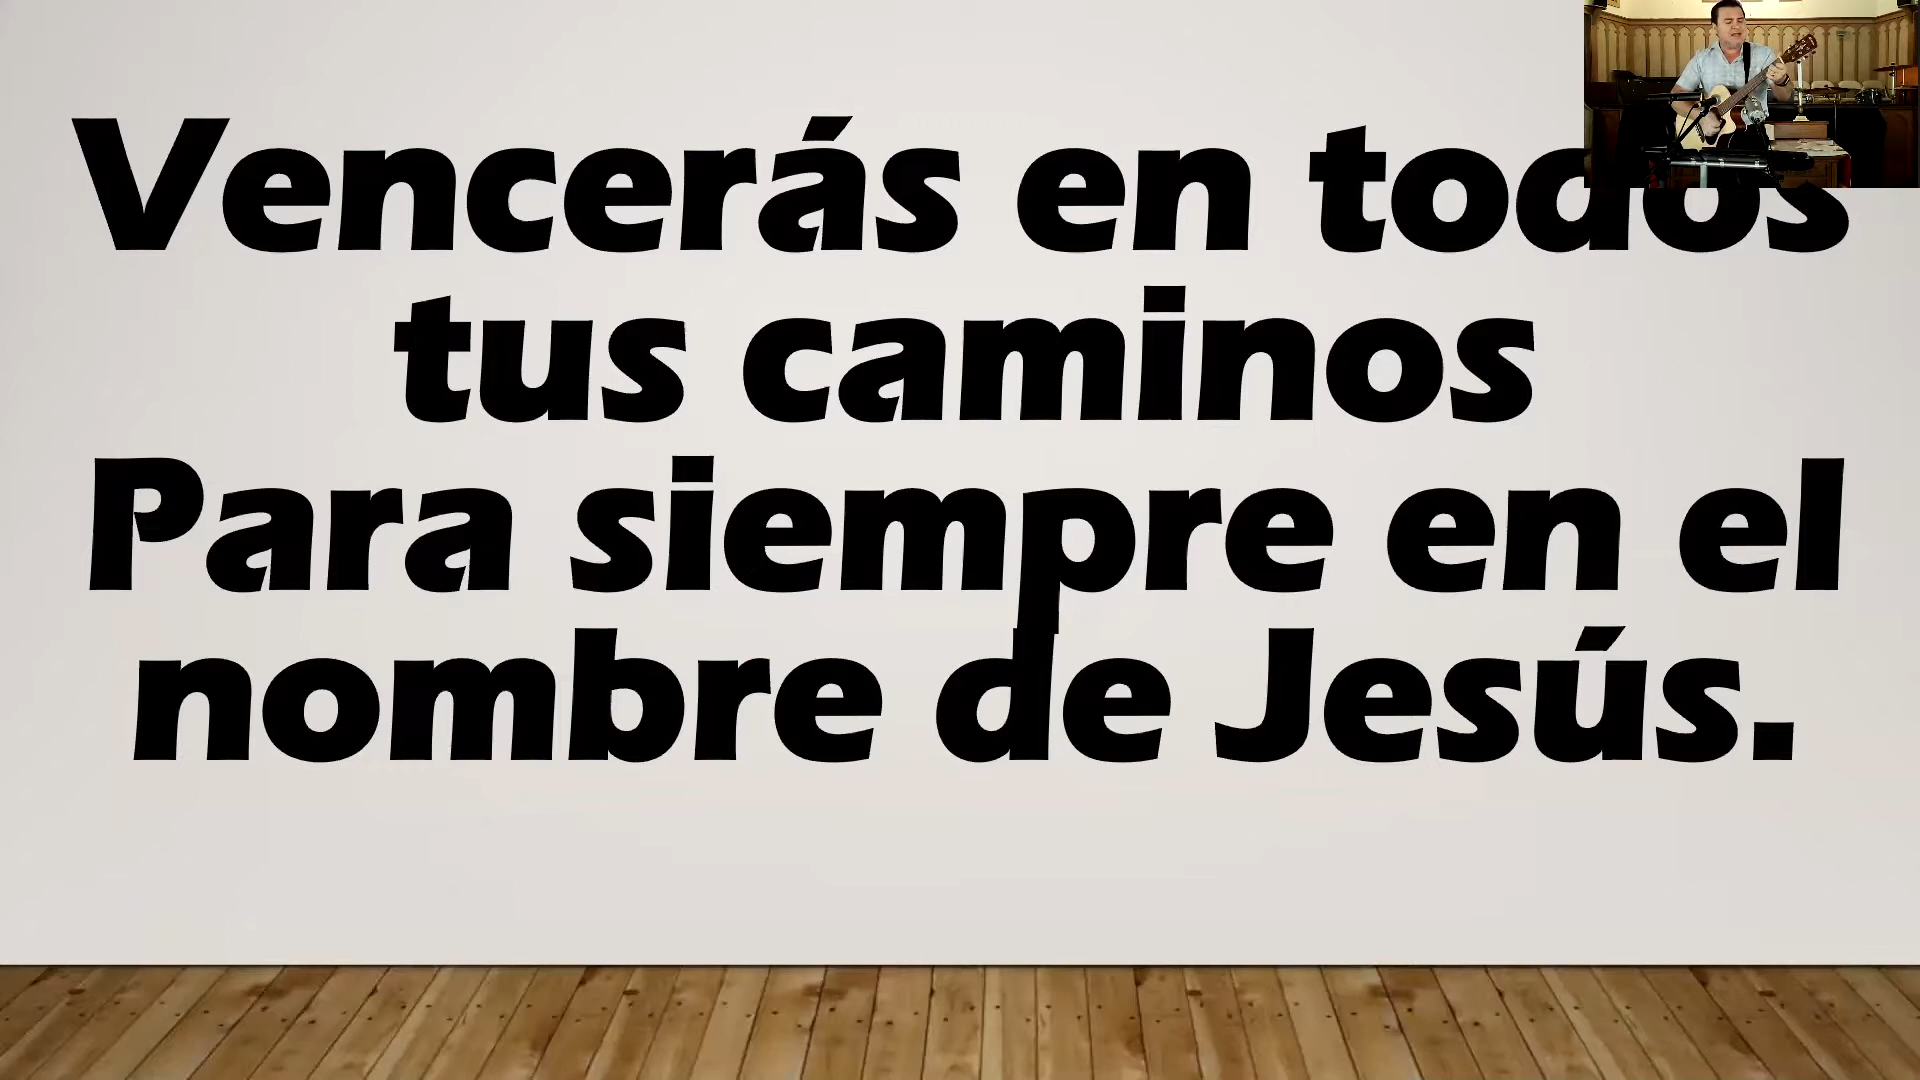 Vencerás en todos
tus caminos
Para siempre en el
nombre de Jesús.